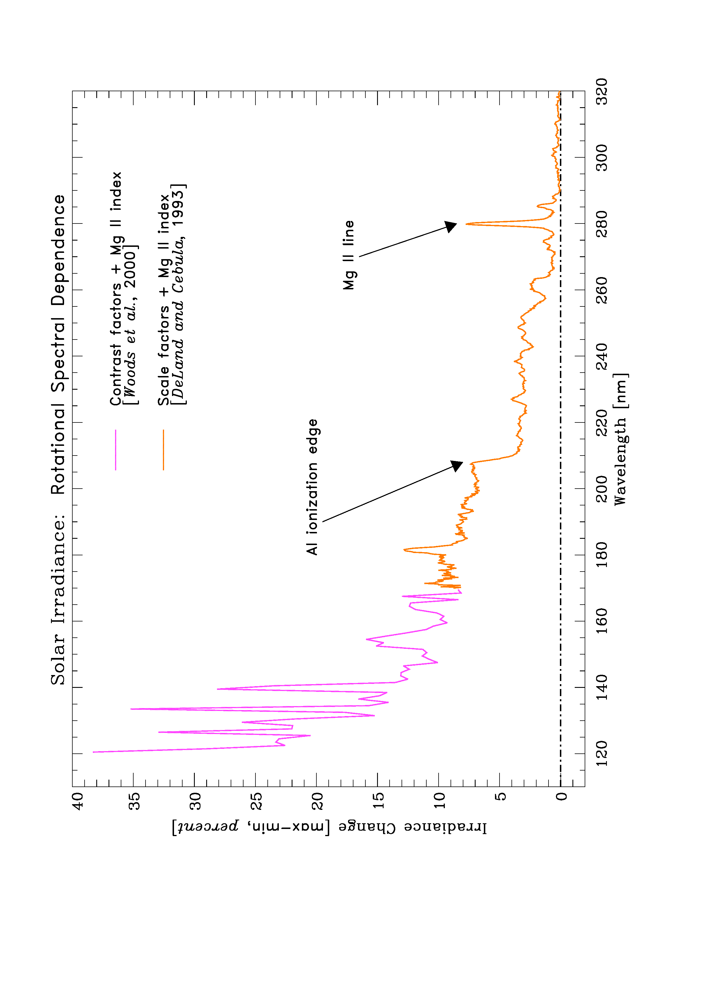 Solar Irradiance:  Rotational Spectral Dependence
Contrast factors + Mg II index
[Woods et al., 2000]
Scale factors + Mg II index
[DeLand and Cebula, 1993]
Al ionization edge
Mg II line
Irradiance Change [max-min, percent]
40
35
30
25
20
15
10
5
0
120 140 160 180 200 220 240 260 280 300 320
Wavelength [nm]